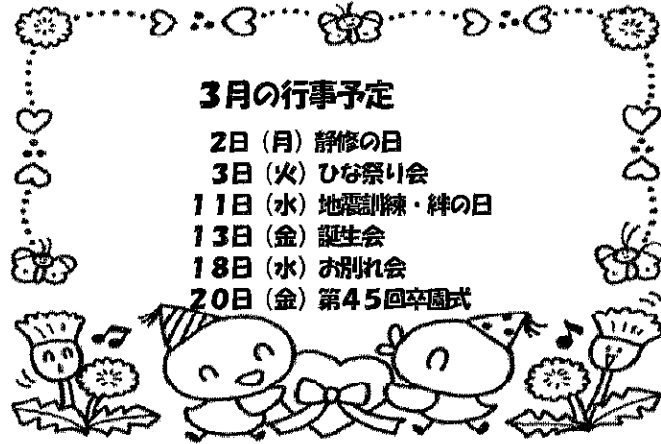 3月の行事予定
2日（月）静修の日
3日（火）ひな祭り会
11日（水）地震訓練・絆の日
13日（金）誕生会
18日（水）お別れ会
20日（金）第45回卒園式